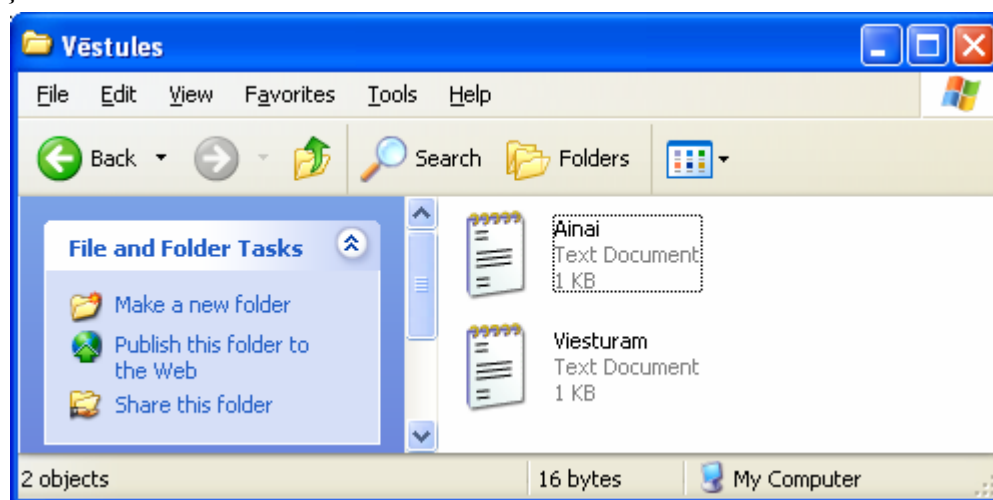 Vēstules
File Edit View Favorites Tools Help
Back Search Folders
File and Folder Tasks
Make a new folder
Publish this folder to
the Web
Share this folder
Ainai
Text Document
1 KB
Viesturam
Text Document
1 KB
2 objects 16 bytes My Computer